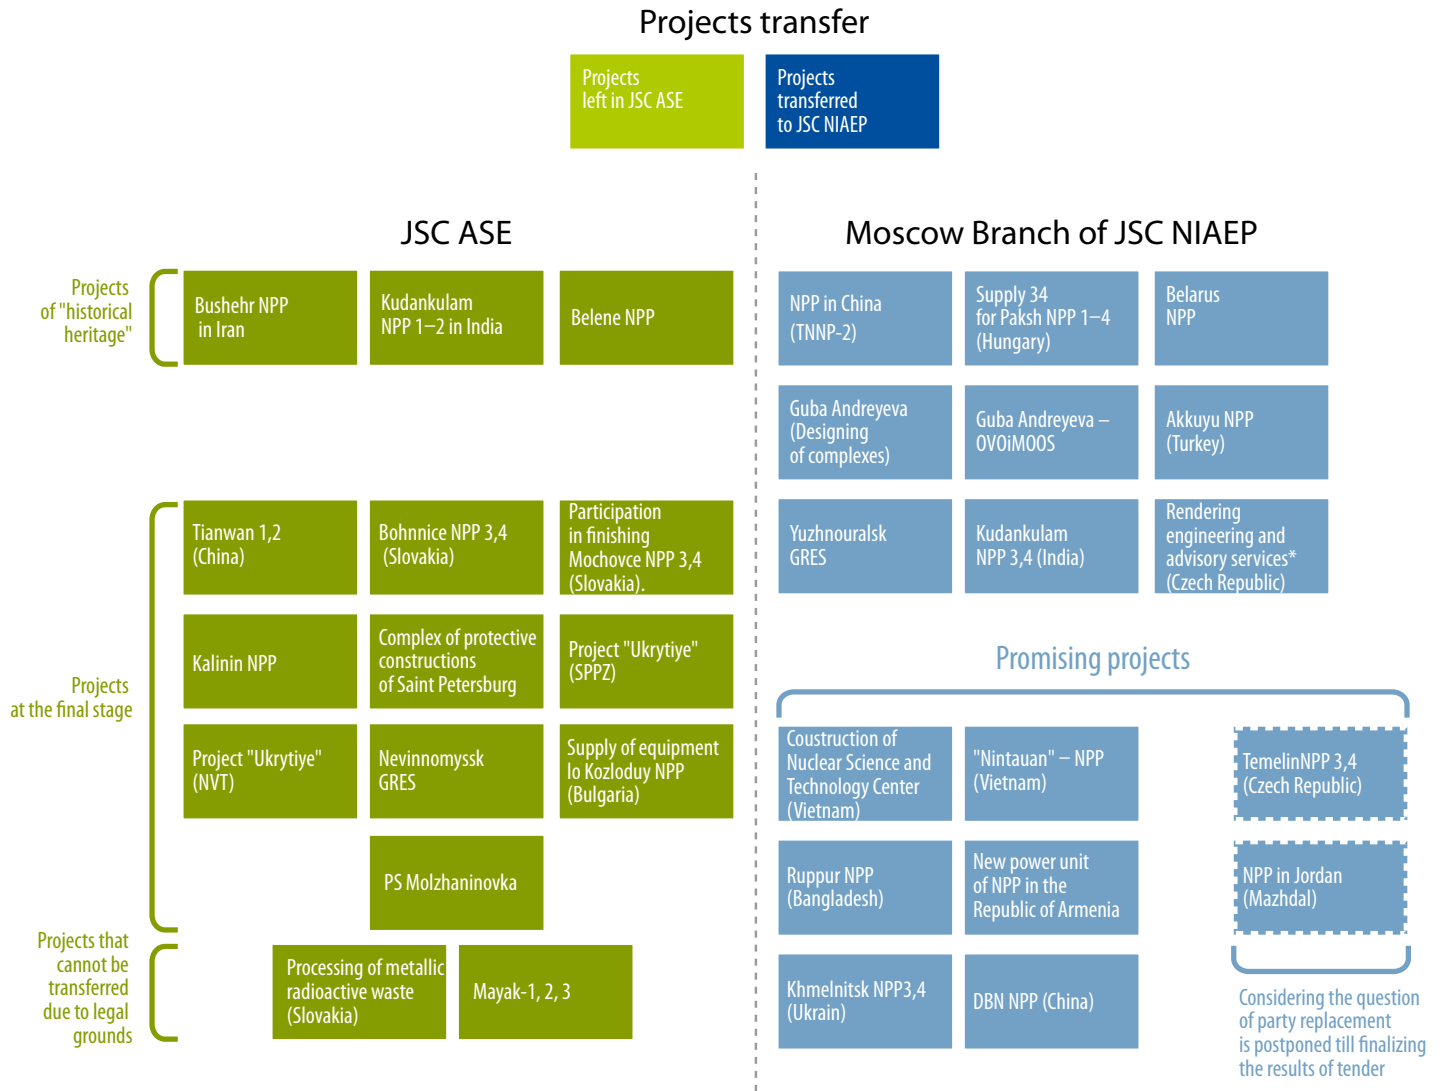 Projects transfer
Projects
left in JSC ASE
Projects
transferred
to JSC NIAEP
JSC ASE
Projects
of "historical
heritage"
Bushehr NPP
in Iran
Kudankulam
NPP 1–2 in India
Belene NPP
Projects
at the final stage
Tianwan 1,2
(China)
Bohnnice NPP 3,4
(Slovakia)
Participation
in finishing
Mochovce NPP 3,4
(Slovakia).
Kalinin NPP
Complex of protective
constructions
of Saint Petersburg
Project "Ukrytiye"
(SPPZ)
Project "Ukrytiye"
(NVT)
Nevinnomyssk
GRES
Supply of equipment
lo Kozloduy NPP
(Bulgaria)
PS Molzhaninovka
Projects that
cannot be
transferred
due to legal
grounds
Processing of metallic
radioactive waste
(Slovakia)
Mayak-1, 2, 3
Moscow Branch of JSC NIAEP
NPP in China
(TNNP-2)
Supply 34
for Paksh NPP 1–4
(Hungary)
Belarus
NPP
Guba Andreyeva
(Designing
of complexes)
Guba Andreyeva –
OVOiMOOS
Akkuyu NPP
(Turkey)
Yuzhnouralsk
GRES
Kudankulam
NPP 3,4 (India)
Rendering
engineering and
advisory services*
(Czech Republic)
Promising projects
Coustruction of
Nuclear Science and
Technology Center
(Vietnam)
"Nintauan" – NPP
(Vietnam)
TemelinNPP 3,4
(Czech Republic)
Ruppur NPP
(Bangladesh)
New power unit
of NPP in the
Republic of Armenia
NPP in Jordan
(Mazhdal)
Khmelnitsk NPP3,4
(Ukrain)
DBN NPP (China)
Considering the question
of party replacement
is postponed till finalizing
the results of tender